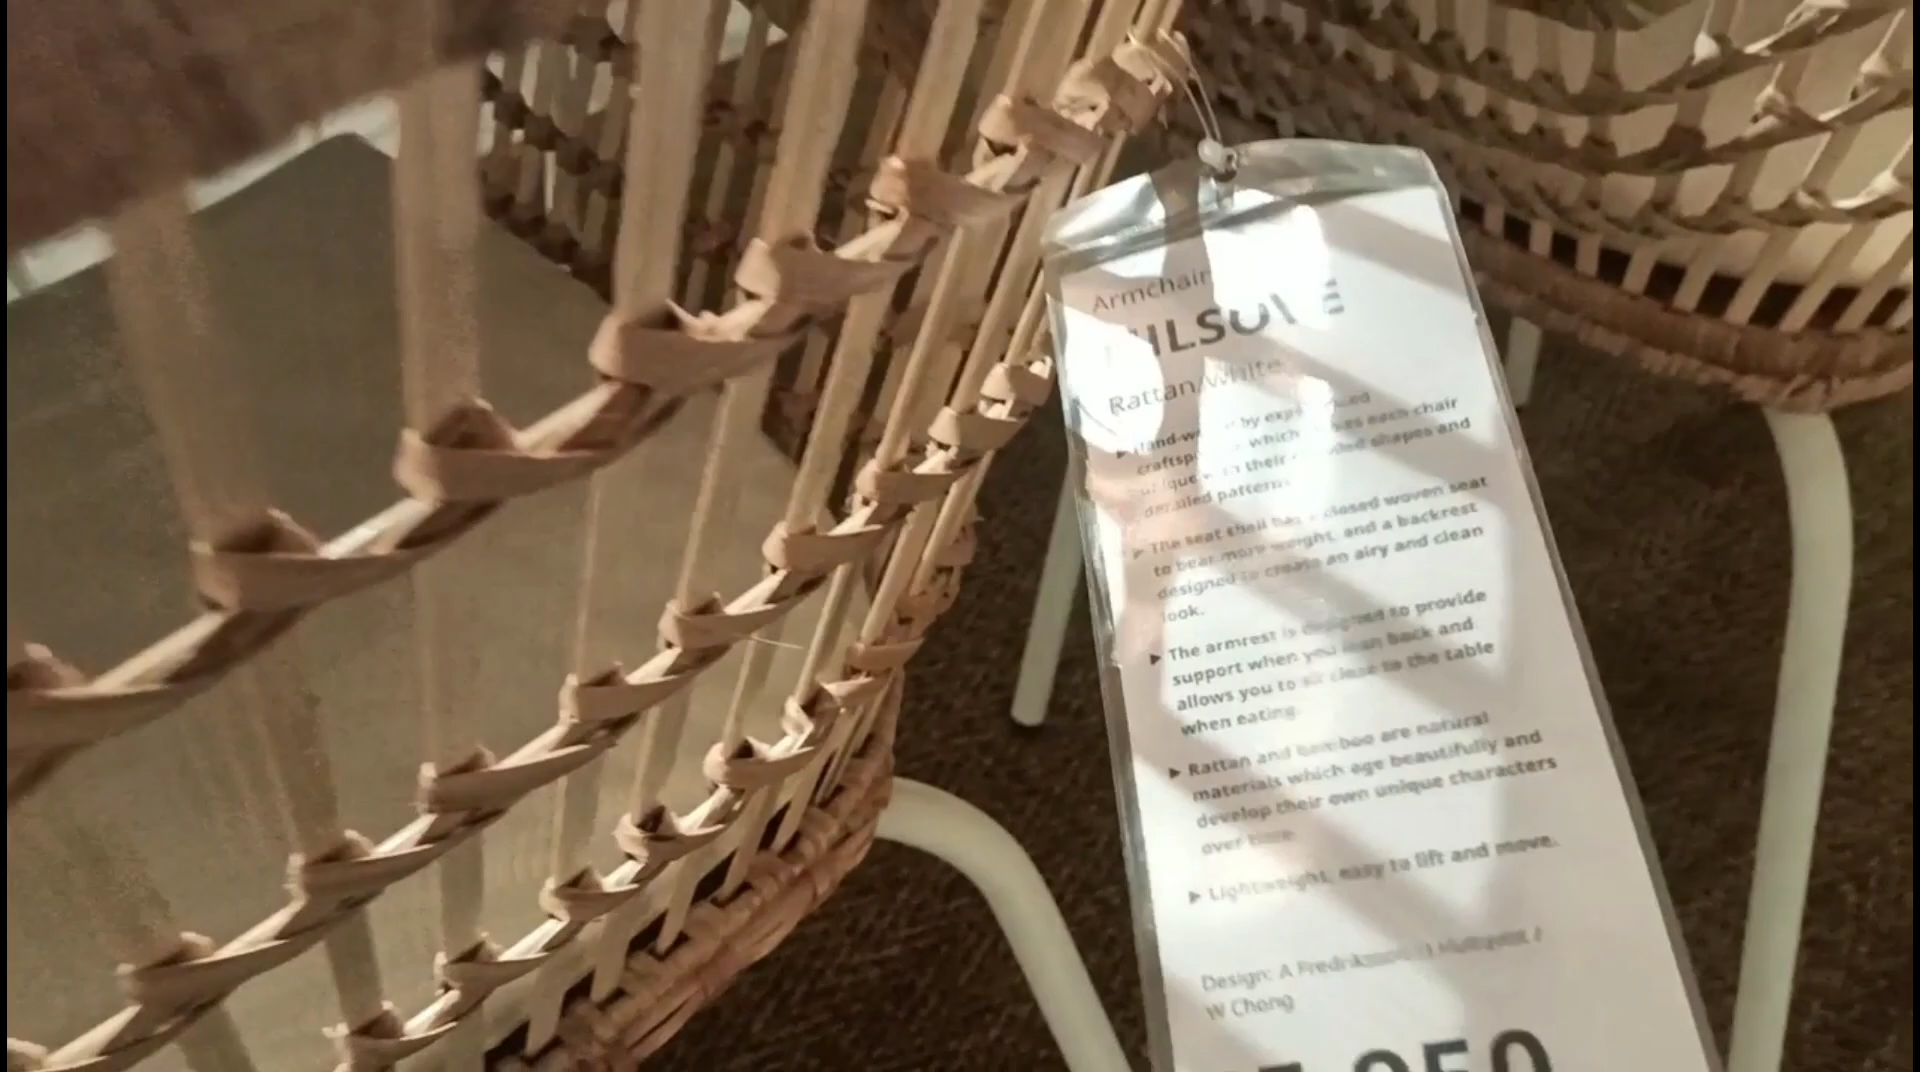 Armchair
Rattan/White
by
craftsp which each chair
their shapes and
detailed pattern
The seat shell has closed woven seat
to bear more weight, and a backrest
designed to create an airy and clean
look.
The armrest is designed to provide
support when you lean back and
allows you to sit close to the table
when eating.
Rattan and bamboo are natural
materials which age beautifully and
develop their own unique characters
over time.
Lightweight, easy to lift and move.
Design: A Fredriksson
W Chong